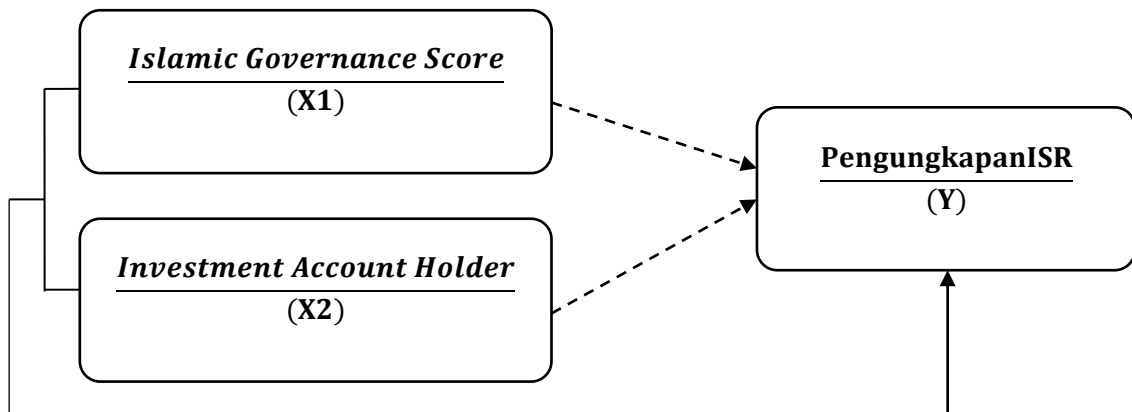 Islamic Governance Score
(X1)
Investment Account Holder
(X2)
PengungkapanISR
(Y)